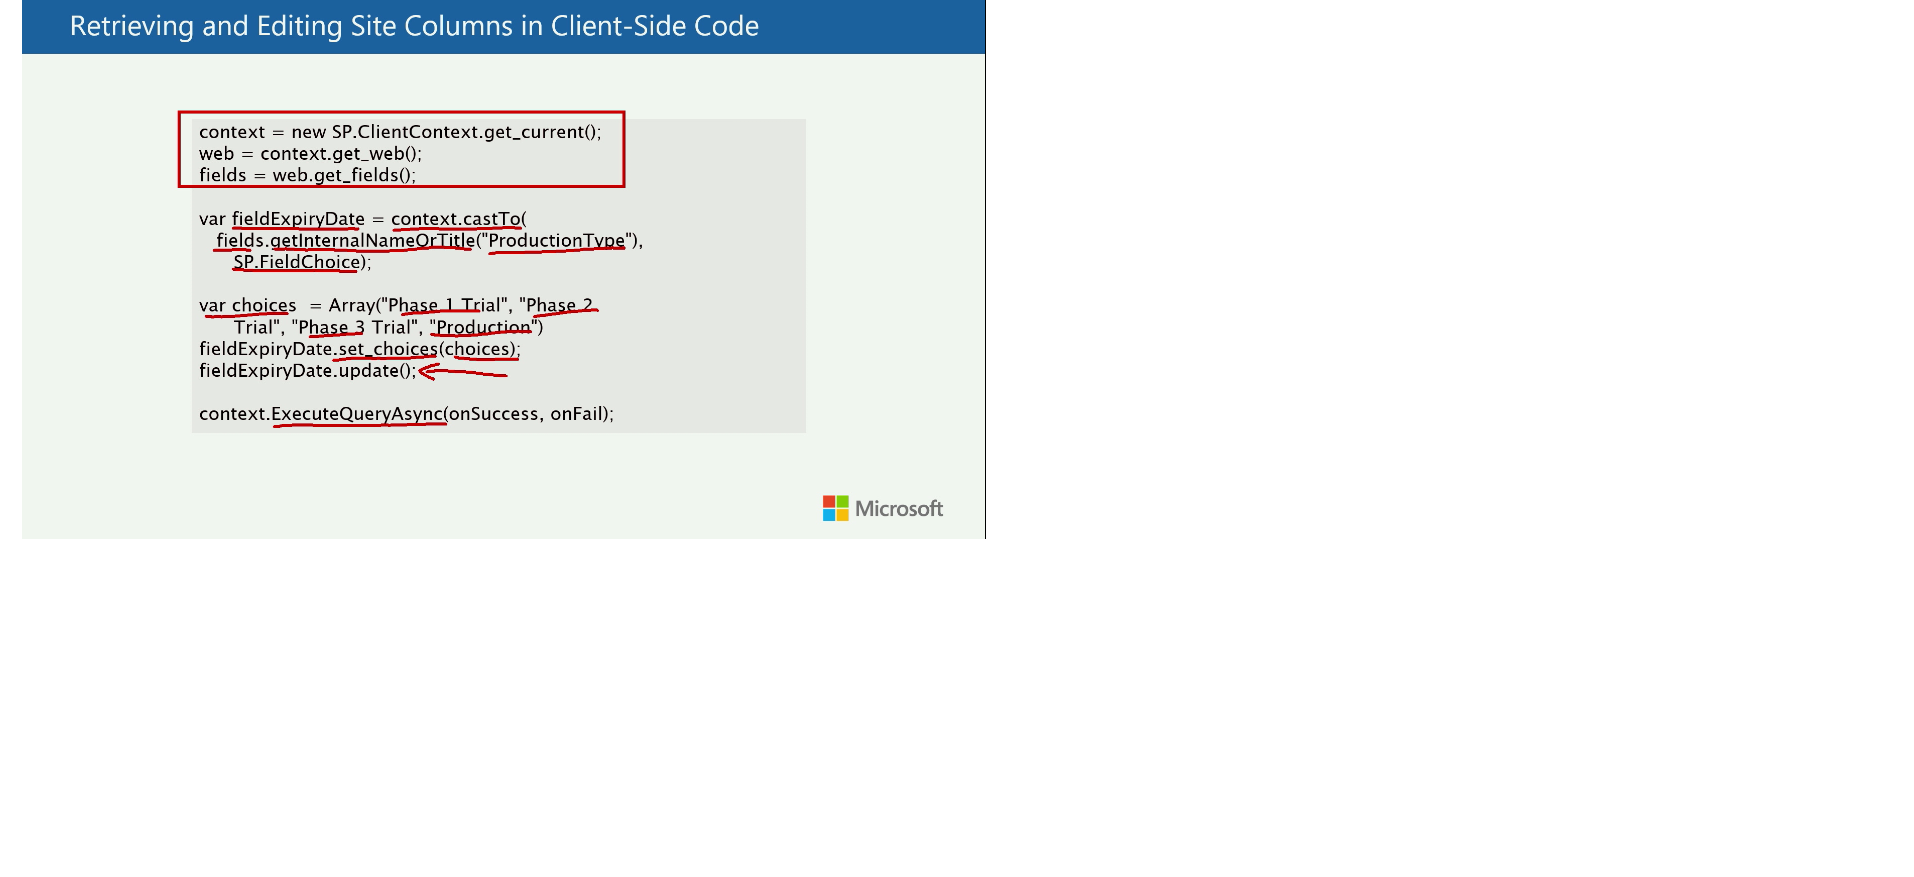 Retrieving and Editing Site Columns in Client-Side Code
context = new SP.ClientContext.get_current();
web = context.get_web();
fields = web.get_fields();
var fieldExpiryDate = context.castTo(
fields.getInternalNameOrTitle("ProductionType"),
SP.FieldChoice);
var choices  = Array("Phase 1 Trial", "Phase 2
Trial", "Phase 3 Trial", "Production")
fieldExpiryDate.set_choices(choices);
fieldExpiryDate.update();
context.ExecuteQueryAsync(onSuccess, onFail);
Microsoft